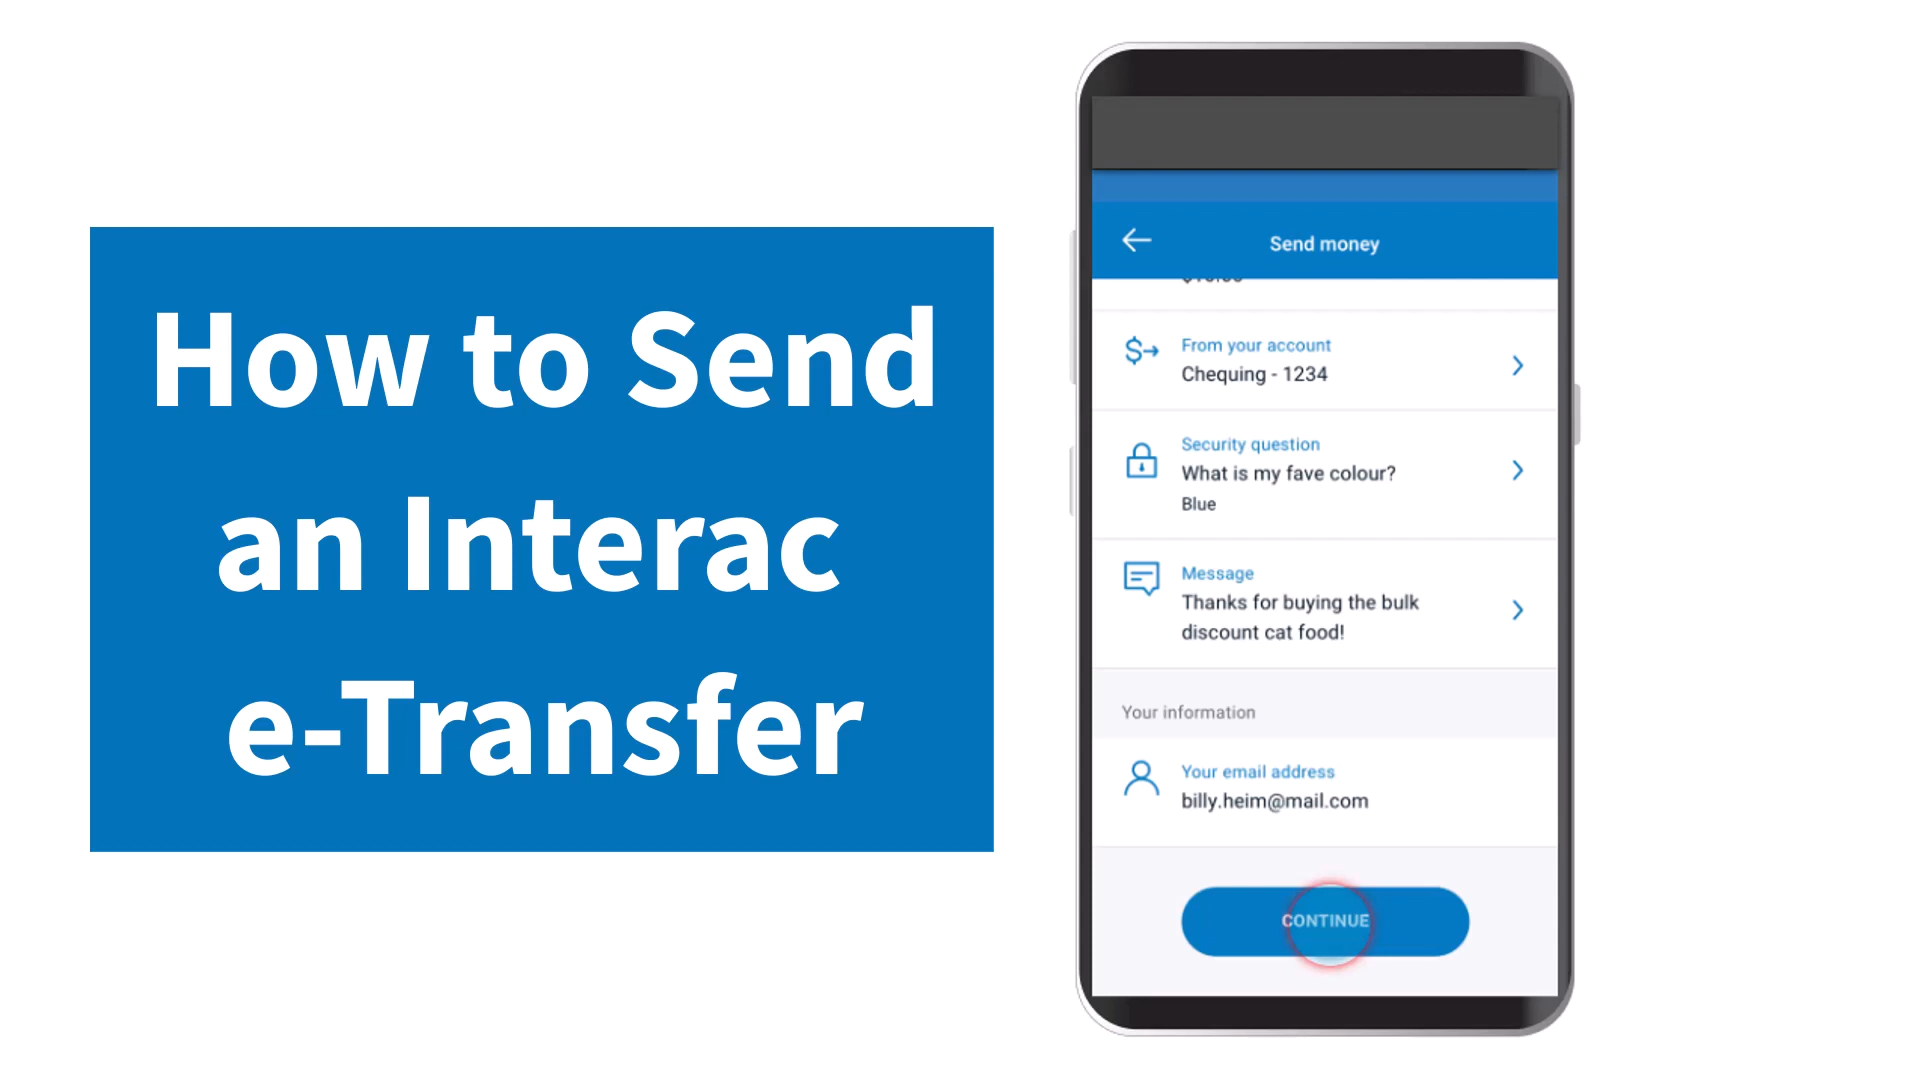 How to Send
an Interac
e-Transfer
Send money
From your account
Chequing - 1234
Security question
What is my fave colour?
Blue
Message
Thanks for buying the bulk
discount cat food!
Your information
Your email address
billy.heim@mail.com
CONTINUE